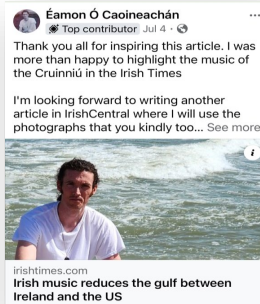 Éamon Ó Caoineachán
Top contributor Jul 4 ·
Thank you all for inspiring this article. I was
more than happy to highlight the music of
the Cruinniú in the Irish Times
I'm looking forward to writing another
article in IrishCentral where I will use the
photographs that you kindly too... See more
irishtimes.com
Irish music reduces the gulf between
Ireland and the US